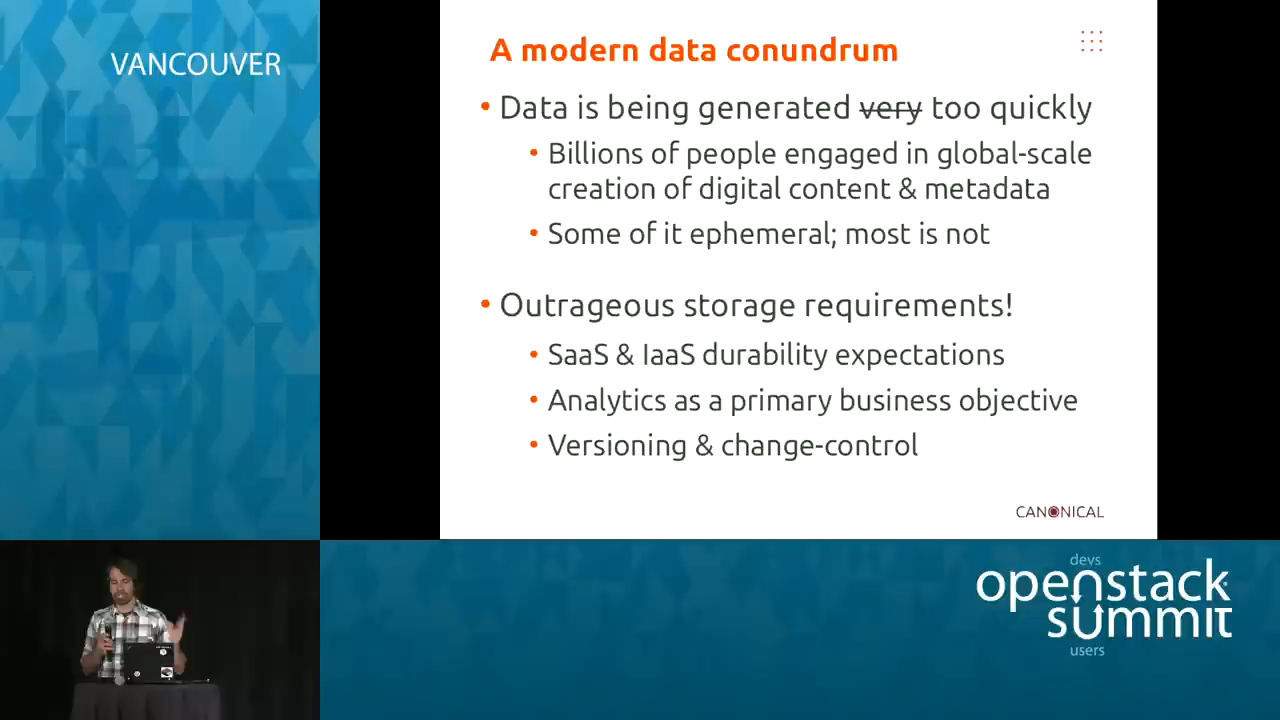 VANCOUVER
A modern data conundrum
• Data is being generated very too quickly
• Billions of people engaged in global-scale
creation of digital content & metadata
• Some of it ephemeral; most is not
• Outrageous storage requirements!
• SaaS & IaaS durability expectations
• Analytics as a primary business objective
• Versioning & change-control
CANONICAL
devs
openstack
summit
users